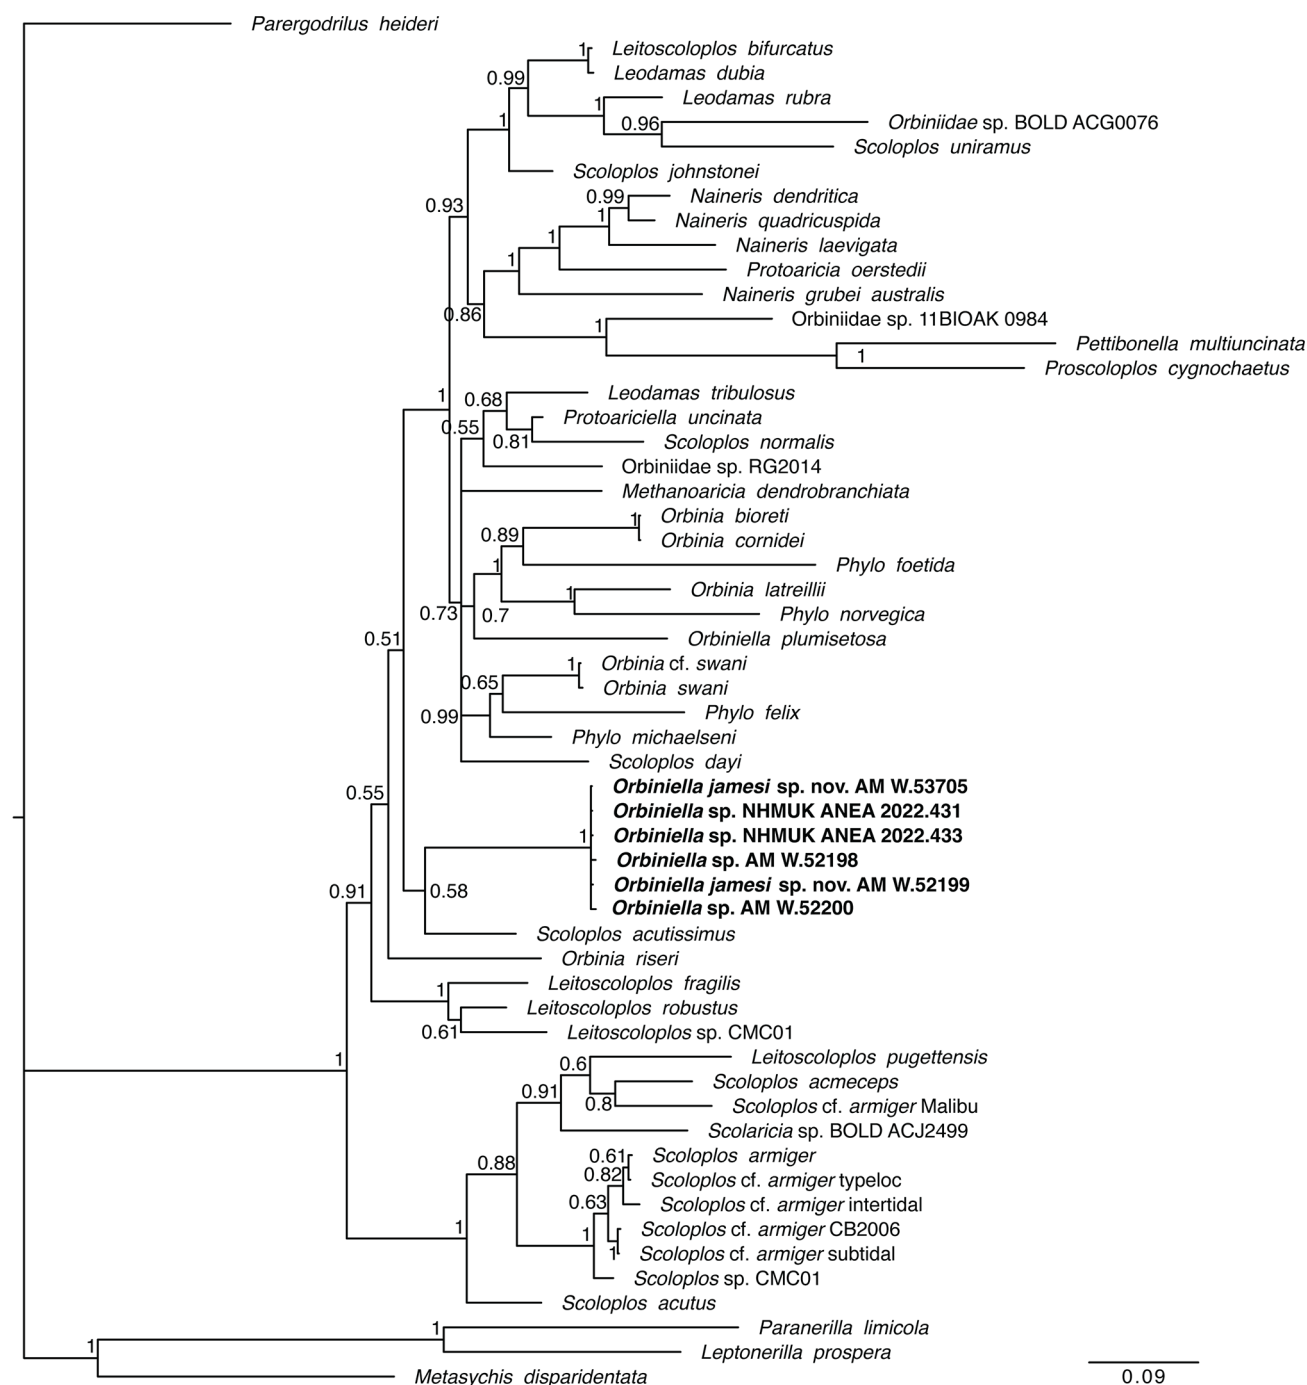 Parergodrilus heideri
1 Leitoscoloplos bifurcatus
Leodamas dubia
0.99
1 Leodamas rubra
0.96 Orbiniidae sp. BOLD ACG0076
1
Scoloplos uniramus
Scoloplos johnstonei
0.99 Naineris dendritica
0.93
1 Naineris quadricuspida
1 Naineris laevigata
1 Protoaricia oerstedii
Naineris grubei australis
0.86
1 Orbiniidae sp. 11BIOAK 0984
Pettibonella multiuncinata
1
Proscoloplos cygnochaetus
1
0.68 Leodamas tribulosus
0.55 Protoariciella uncinata
0.81 Scoloplos normalis
Orbiniidae sp. RG2014
Methanoaricia dendrobranchiata
1 Orbinia bioreti
0.89 Orbinia cornidei
1 Phylo foetida
1 Orbinia latreillii
0.73 0.7 Phylo norvegica
0.51 Orbiniella plumisetosa
1 Orbinia cf. swani
0.65 Orbinia swani
0.99 Phylo felix
Phylo michaelseni
Scoloplos dayi
0.55 Orbiniella jamesi sp. nov. AM W.53705
Orbiniella sp. NHMUK ANEA 2022.431
1 Orbiniella sp. NHMUK ANEA 2022.433
Orbiniella sp. AM W.52198
0.91 0.58 Orbiniella jamesi sp. nov. AM W.52199
Orbiniella sp. AM W.52200
Scoloplos acutissimus
Orbinia riseri
1 Leitoscoloplos fragilis
Leitoscoloplos robustus
0.61 Leitoscoloplos sp. CMC01
1 0.6 Leitoscoloplos pugettensis
0.91 Scoloplos acmeceps
0.8 Scoloplos cf. armiger Malibu
Scolaricia sp. BOLD ACJ2499
0.88 0.61 Scoloplos armiger
0.82 Scoloplos cf. armiger typeloc
0.63 Scoloplos cf. armiger intertidal
1 1 Scoloplos cf. armiger CB2006
1 Scoloplos cf. armiger subtidal
Scoloplos sp. CMC01
Scoloplos acutus
1 Paranerilla limicola
1 Leptonerilla prospera
Metasychis disparidentata
0.09